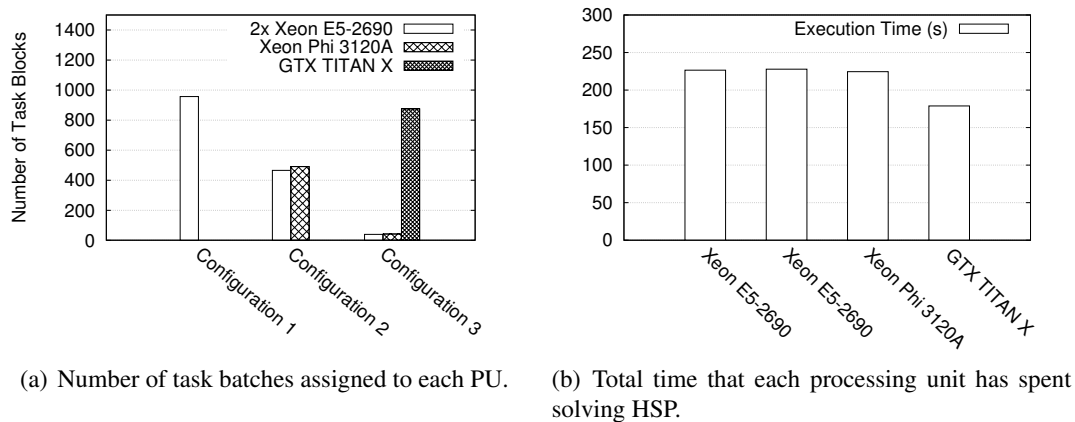 Number of Task Blocks
1400
1200
1000
800
600
400
200
0
2x Xeon E5-2690
Xeon Phi 3120A
GTX TITAN X
Configuration 1
Configuration 2
Configuration 3
(a) Number of task batches assigned to each PU.
300
250
200
150
100
50
0
Execution Time (s)
Xeon E5-2690
Xeon E5-2690
Xeon Phi 3120A
GTX TITAN X
(b) Total time that each processing unit has spent
solving HSP.